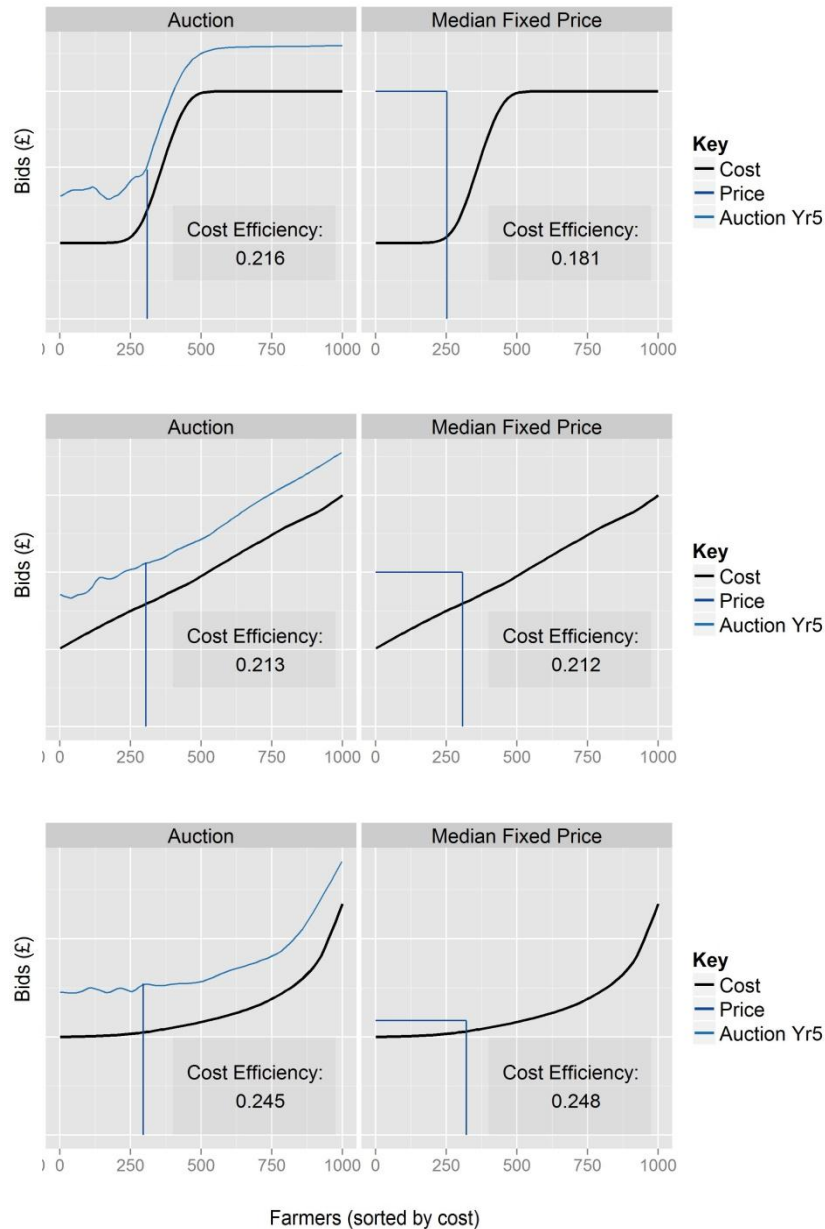 Auction
Median Fixed Price
Bids (£)
Cost Efficiency:
0.216
Cost Efficiency:
0.181
Key
Cost
Price
Auction Yr5
0 250 500 750 1000
0 250 500 750 1000
Auction
Median Fixed Price
Bids (£)
Cost Efficiency:
0.213
Cost Efficiency:
0.212
Key
Cost
Price
Auction Yr5
0 250 500 750 1000
0 250 500 750 1000
Auction
Median Fixed Price
Bids (£)
Cost Efficiency:
0.245
Cost Efficiency:
0.248
Key
Cost
Price
Auction Yr5
0 250 500 750 1000
0 250 500 750 1000
Farmers (sorted by cost)